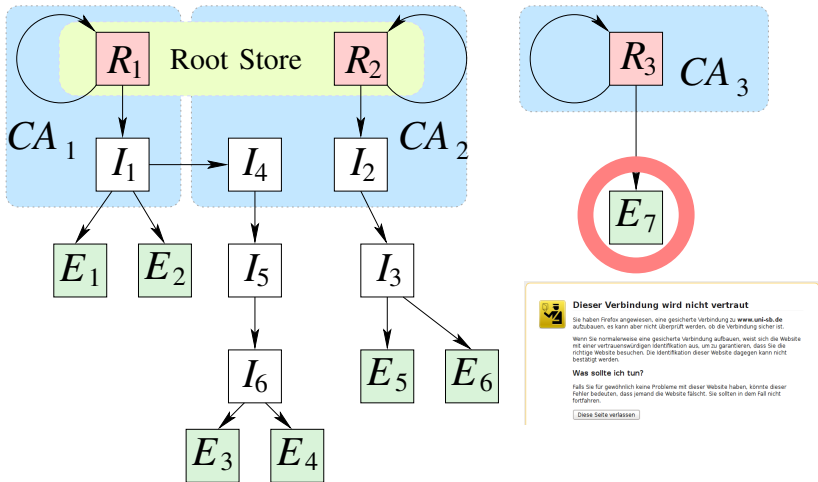 R1 Root Store R2 R3
CA 3
CA 1 CA 2
I1 I4 I2
E7
E1 E2 I5 I3
Dieser Verbindung wird nicht vertraut
Sie haben Firefox angewiesen, eine gesicherte Verbindung zu www.uni-sb.de
aufzubauen, es kann aber nicht überprüft werden, ob die Verbindung sicher ist.
Wenn Sie normalerweise eine gesicherte Verbindung aufbauen, weist sich die Website
mit einer vertrauenswürdigen Identifikation aus, um zu garantieren, dass Sie die
richtige Website besuchen. Die Identifikation dieser Website dagegen kann nicht
bestätigt werden.
Was sollte ich tun?
Falls Sie für gewöhnlich keine Probleme mit dieser Website haben, könnte dieser
Fehler bedeuten, dass jemand die Website fälscht. Sie sollten in dem Fall nicht
fortfahren.
Diese Seite verlassen
I6 E5 E6
E3 E4